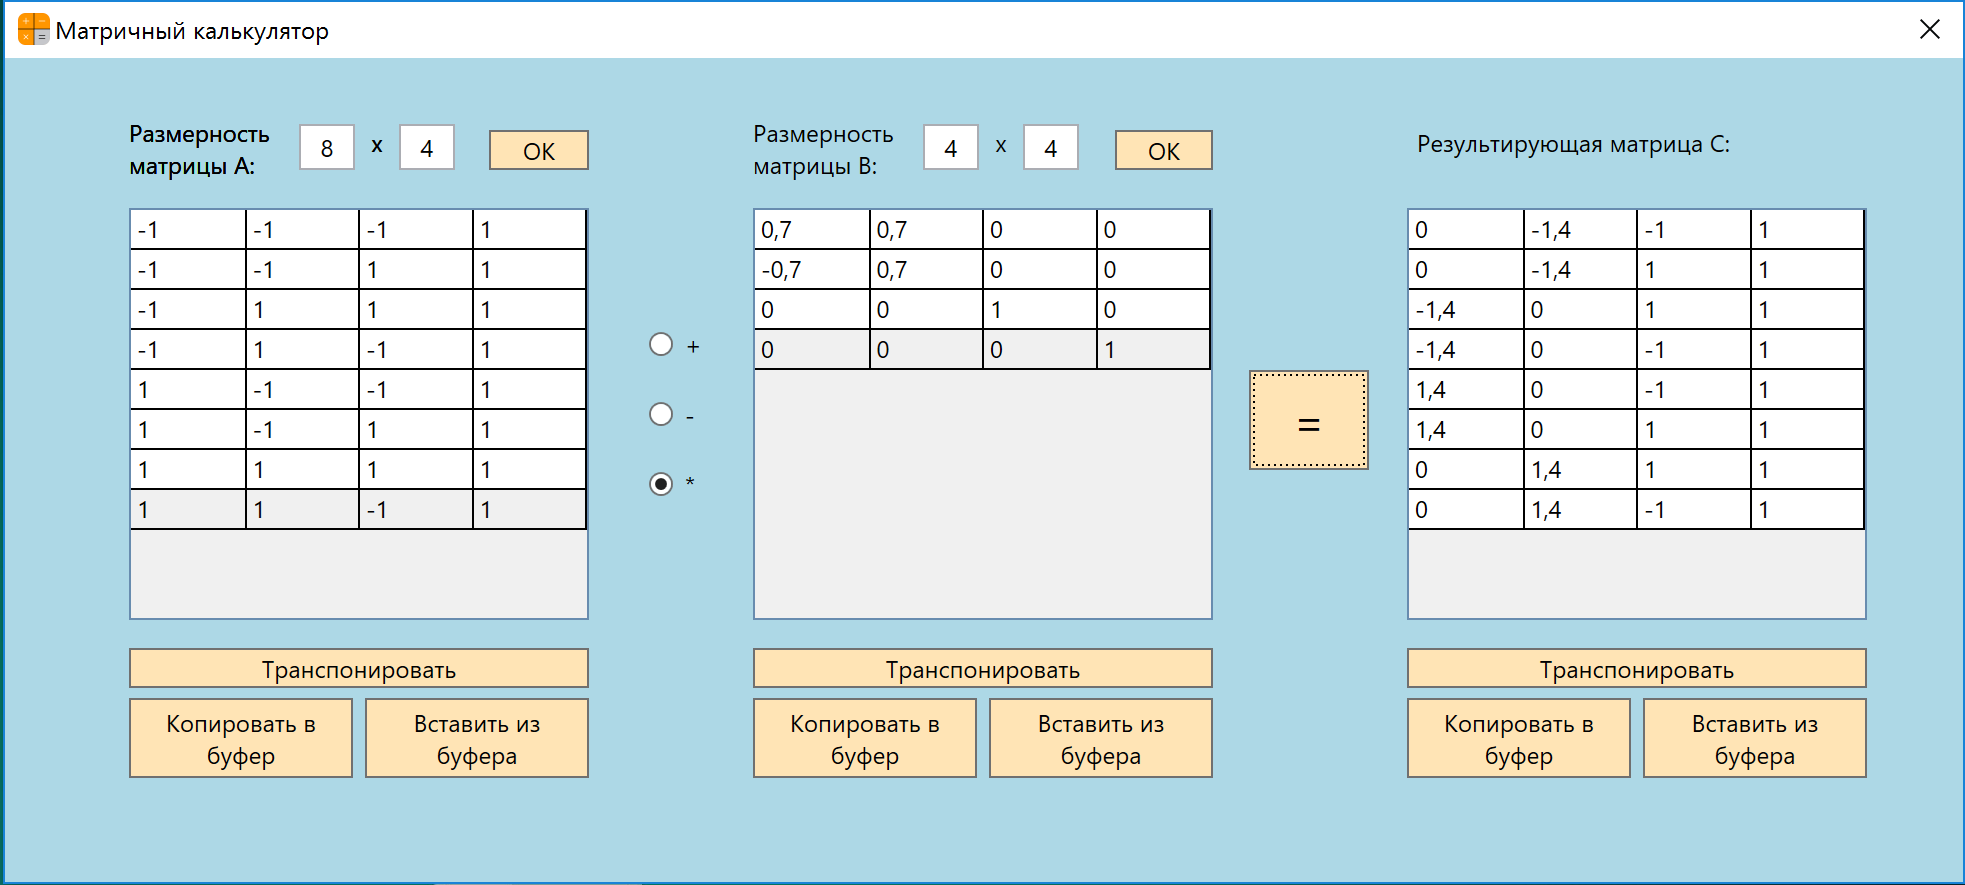 Матричный калькулятор
Размерность
матрицы A:
8 x 4
OK
Размерность
матрицы B:
4 x 4
OK
Результирующая матрица C:
-1 -1 -1 1
-1 -1 1 1
-1 1 1 1
-1 1 -1 1
1 -1 -1 1
1 -1 1 1
1 1 1 1
1 1 -1 1
+
-
*
0,7 0,7 0 0
-0,7 0,7 0 0
0 0 1 0
0 0 0 1
=
0 -1,4 -1 1
0 -1,4 1 1
-1,4 0 1 1
-1,4 0 -1 1
1,4 0 -1 1
1,4 0 1 1
0 1,4 1 1
0 1,4 -1 1
Транспонировать
Копировать в
буфер
Вставить из
буфера
Транспонировать
Копировать в
буфер
Вставить из
буфера
Транспонировать
Копировать в
буфер
Вставить из
буфера